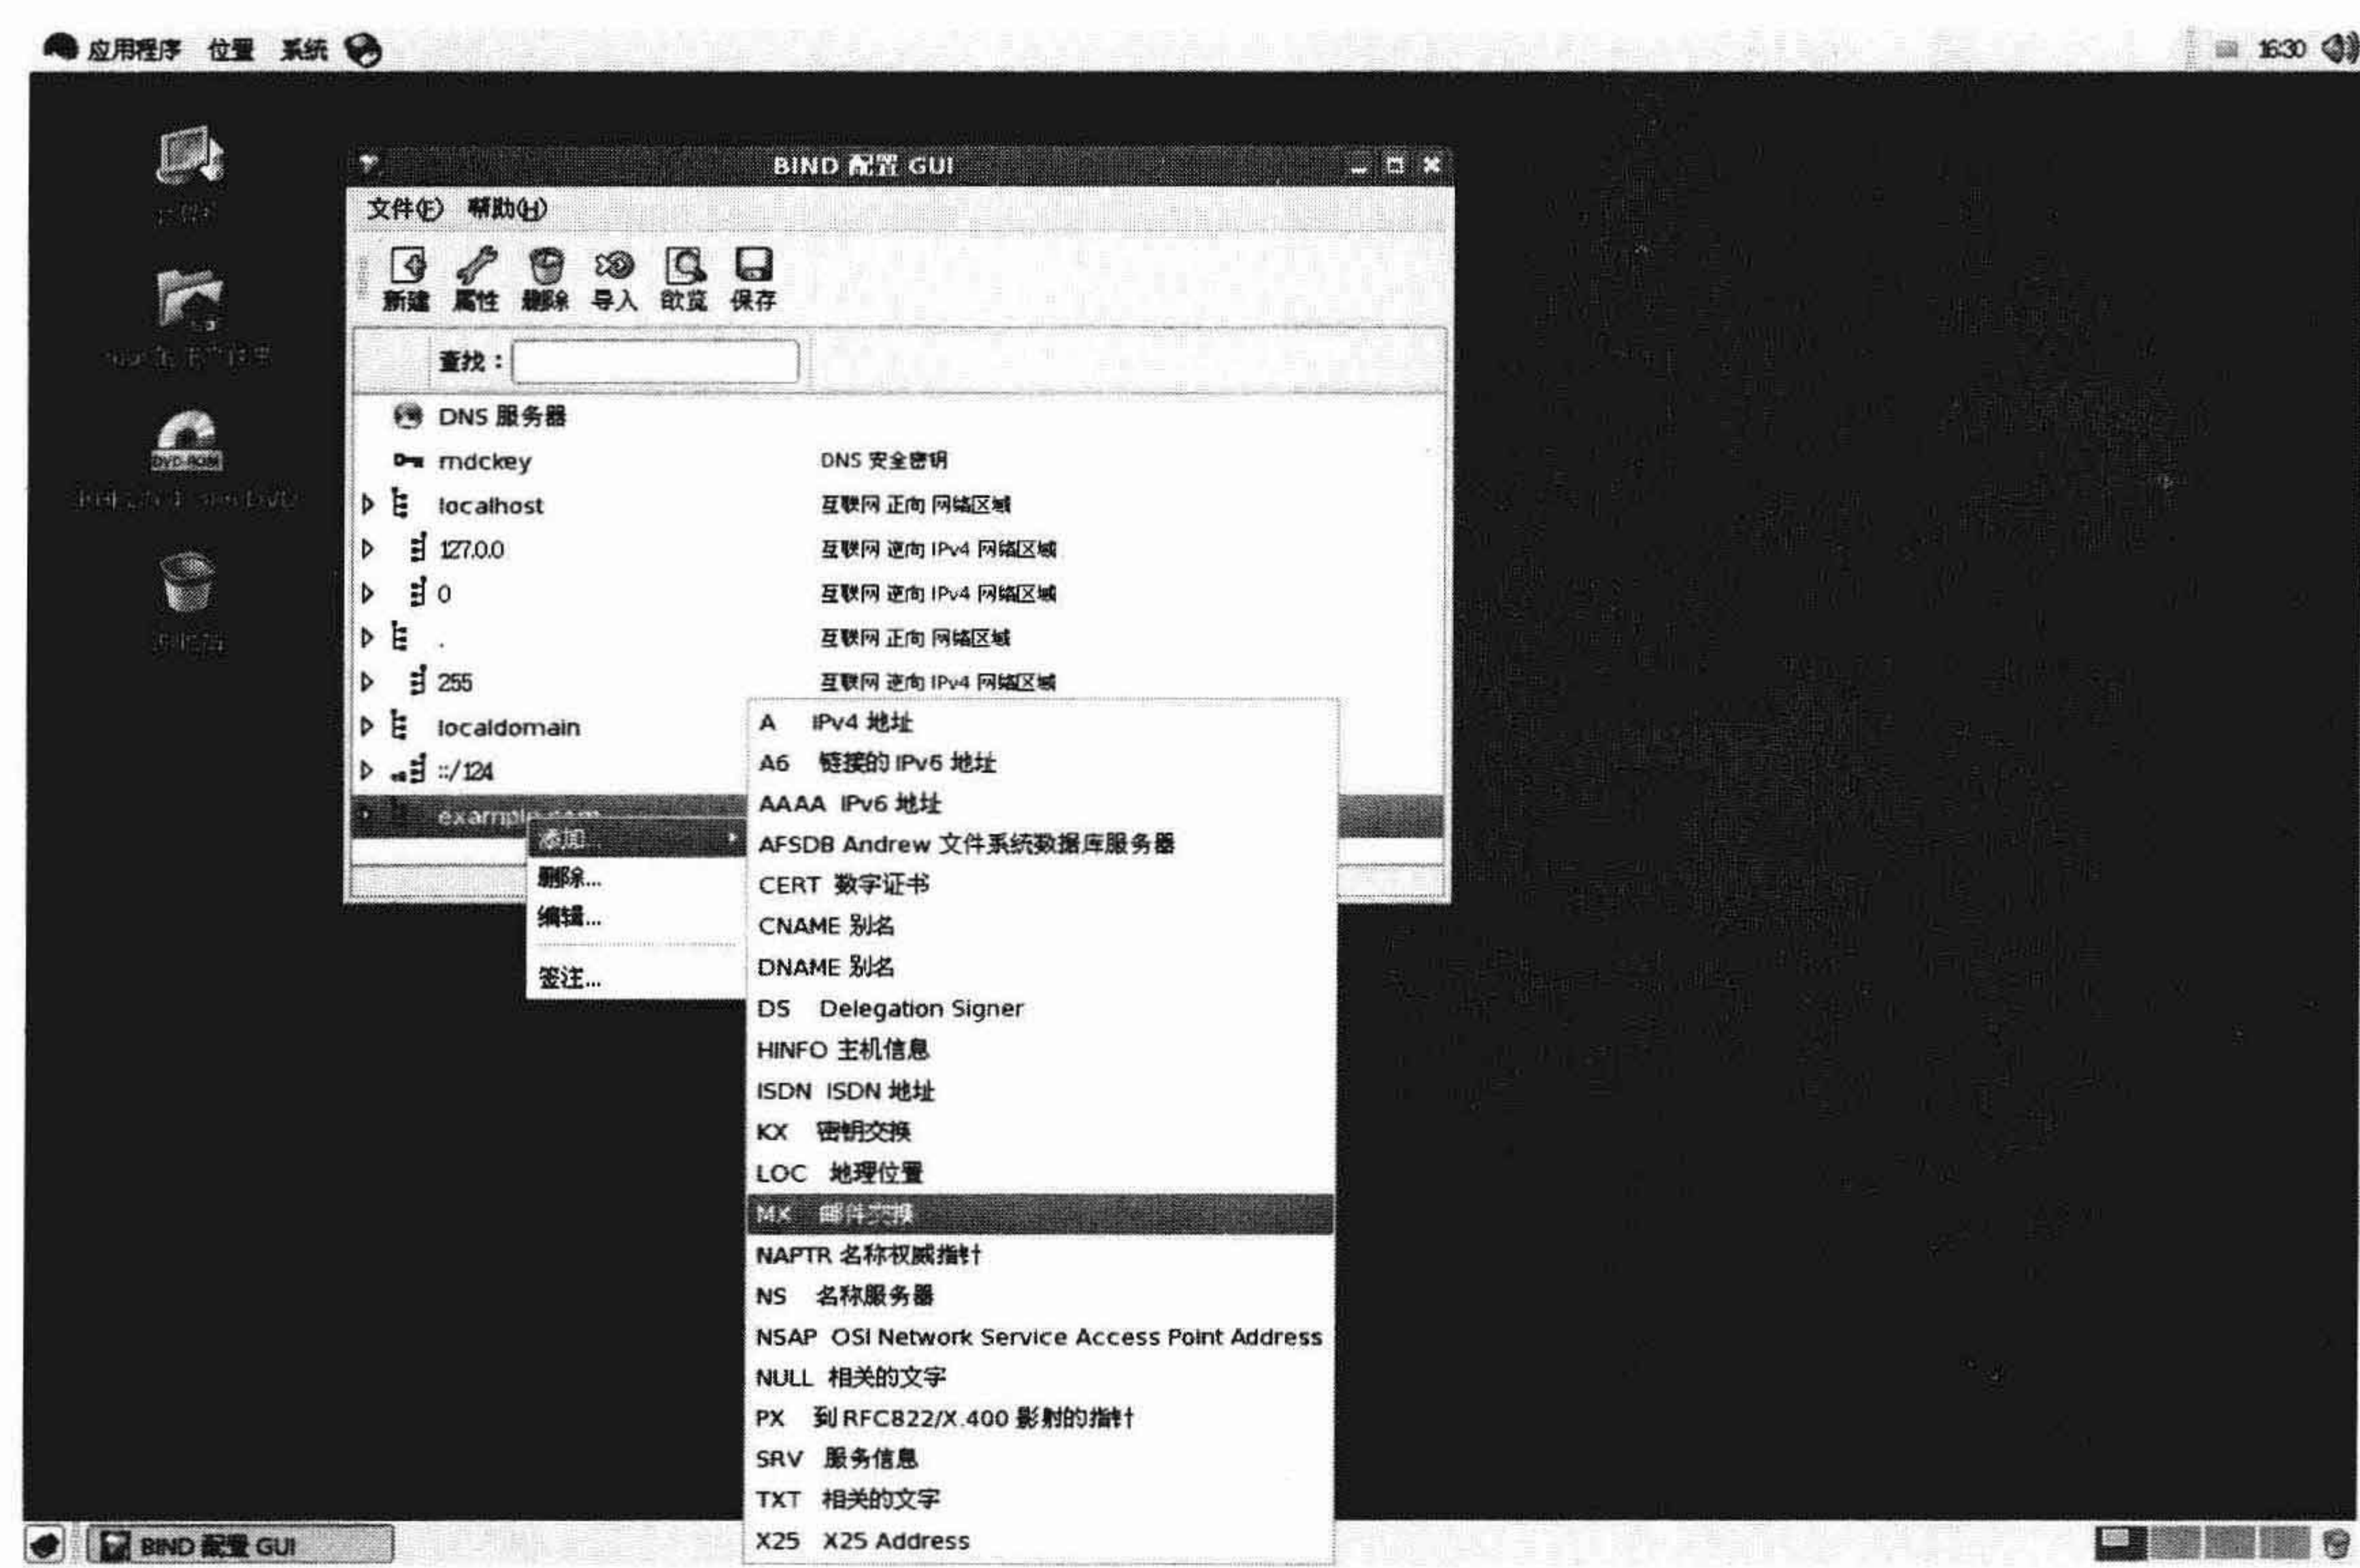 应用程序 位置 系统 16:30
BIND 配置 GUI
文件(F) 帮助(H)
新建 属性 删除 导入 欲览 保存
查找：
DNS 服务器
rndckey DNS 安全密钥
localhost 互联网 正向 网络区域
127.0.0 互联网 逆向 IPv4 网络区域
0 互联网 逆向 IPv4 网络区域
. 互联网 正向 网络区域
255 互联网 逆向 IPv4 网络区域
localdomain
::/124
example.com
添加...
删除...
编辑...
签注...
A IPv4 地址
A6 链接的 IPv6 地址
AAAA IPv6 地址
AFSDB Andrew 文件系统数据库服务器
CERT 数字证书
CNAME 别名
DNAME 别名
DS Delegation Signer
HINFO 主机信息
ISDN ISDN 地址
KX 密钥交换
LOC 地理位置
MX 邮件交换
NAPTR 名称权威指针
NS 名称服务器
NSAP OSI Network Service Access Point Address
NULL 相关的文字
PX 到 RFC822/X.400 影射的指针
SRV 服务信息
TXT 相关的文字
X25 X25 Address
DVD-ROM
BIND 配置 GUI